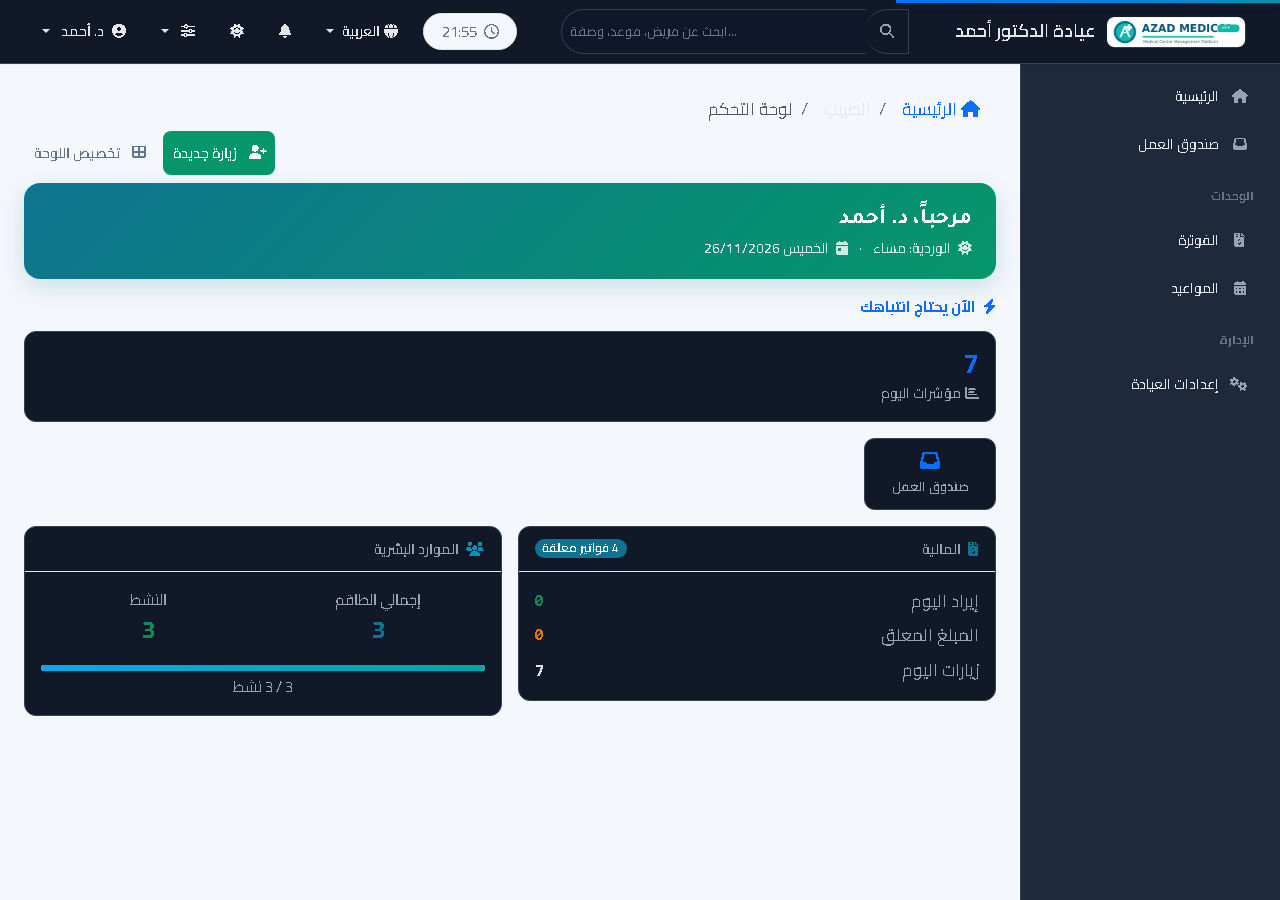 AZAD MEDIC
Medical Center Management Platform
عيادة الدكتور أحمد
ابحث عن مريض، موعد، وصفة...
21:55
العربية
د. أحمد
الرئيسية
صندوق العمل
الوحدات
الفوترة
المواعيد
الإدارة
إعدادات العيادة
الرئيسية / الطبيب / لوحة التحكم
زيارة جديدة
تخصيص اللوحة
مرحباً، د. أحمد
الوردية: مساء · الخميس 26/11/2026
الآن يحتاج انتباهك
7
مؤشرات اليوم
صندوق العمل
المالية
4 فواتير معلقة
إيراد اليوم 0
المبلغ المعلق 0
زيارات اليوم 7
الموارد البشرية
إجمالي الطاقم
3
النشط
3
3 / 3 نشط